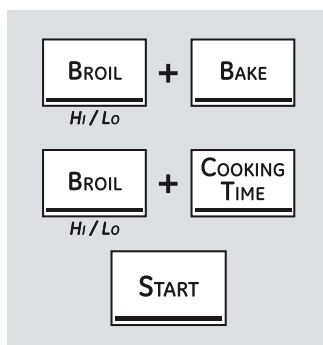 BROIL + BAKE
HI / LO
BROIL + COOKING TIME
HI / LO
START